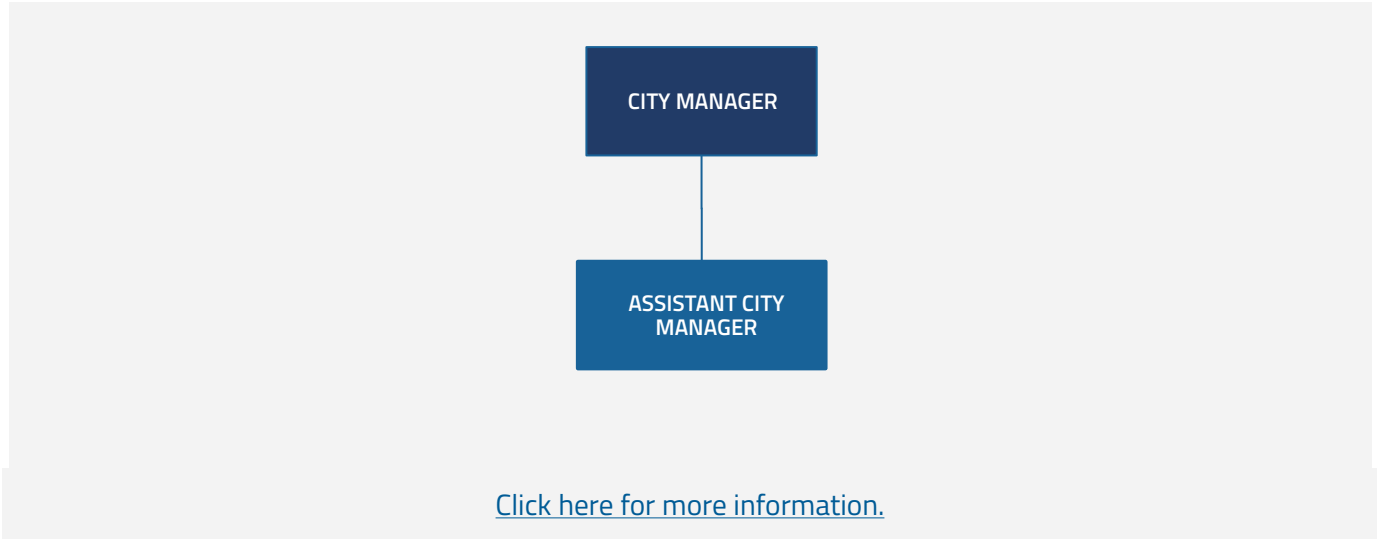 CITY MANAGER
ASSISTANT CITY
MANAGER
Click here for more information.